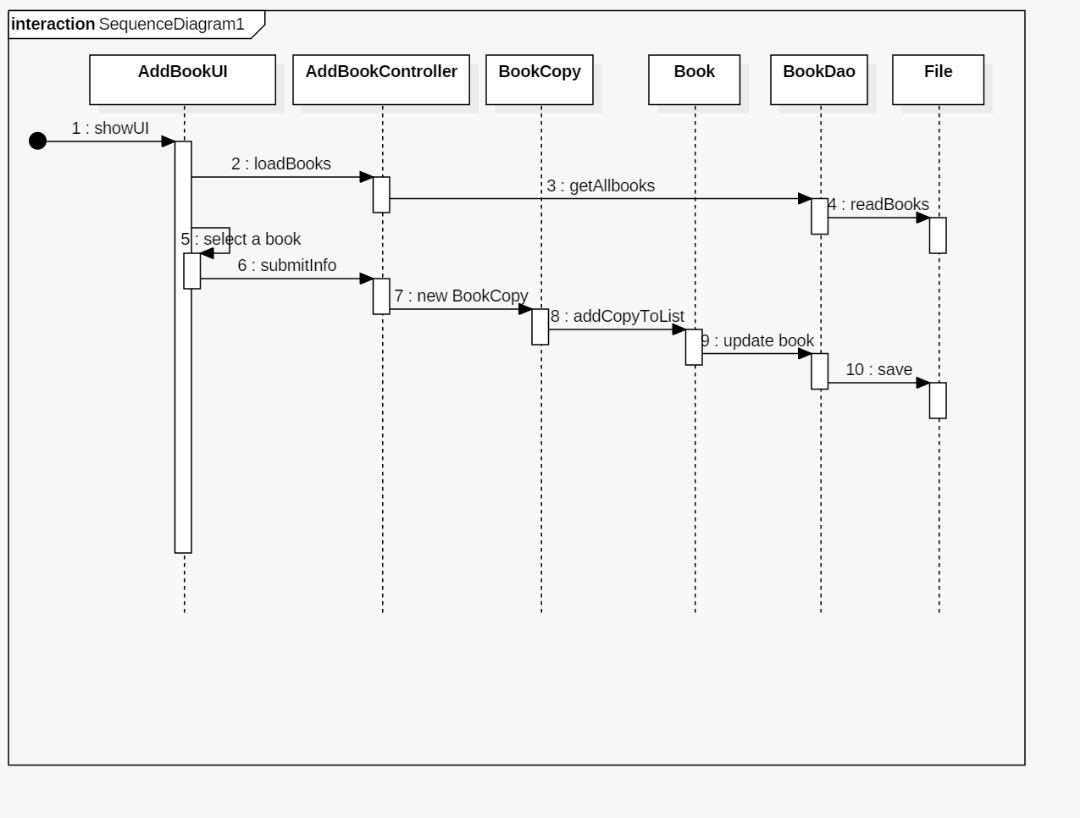 interaction SequenceDiagram1
AddBookUI
AddBookController
BookCopy
Book
BookDao
File
1 : showUI
2 : loadBooks
3 : getAllbooks
4 : readBooks
5 : select a book
6 : submitInfo
7 : new BookCopy
8 : addCopyToList
9 : update book
10 : save